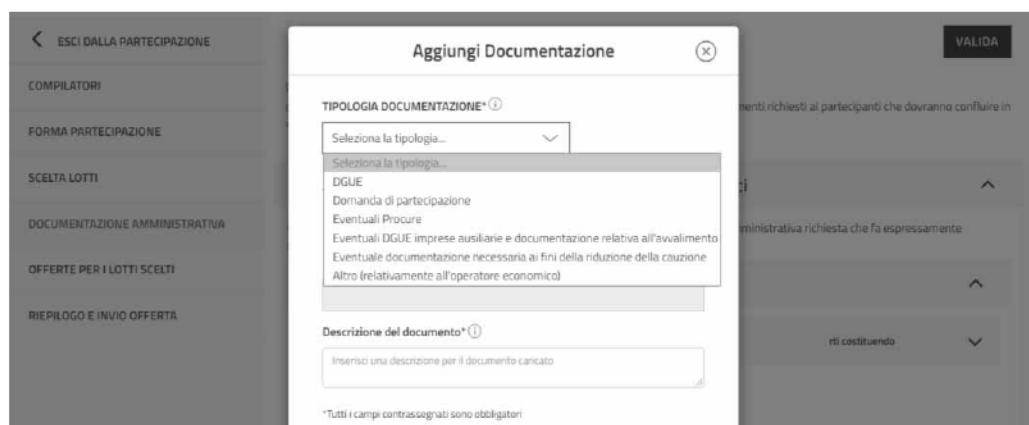 ESCI DALLA PARTECIPAZIONE
COMPILATORI
FORMA PARTECIPAZIONE
SCELTA LOTTI
DOCUMENTAZIONE AMMINISTRATIVA
OFFERTE PER I LOTTI SCELTI
RIEPILOGO E INVIO OFFERTA
Aggiungi Documentazione
TIPOLOGIA DOCUMENTAZIONE*
Seleziona la tipologia...
Seleziona la tipologia...
DGUE
Domanda di partecipazione
Eventuali Procure
Eventuali DGUE imprese ausiliarie e documentazione relativa all'avvalimento
Eventuale documentazione necessaria ai fini della riduzione della cauzione
Altro (relativamente all'operatore economico)
Descrizione del documento*
Inserisci una descrizione per il documento caricato
*Tutti i campi contrassegnati sono obbligatori
VALIDA
menti richiesti ai partecipanti che dovranno confluire in
ministrativa richiesta che fa espressamente
rti costituendo